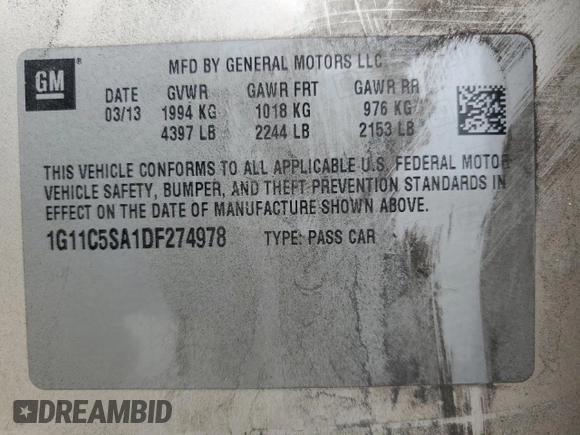 GM
MFD BY GENERAL MOTORS LLC
DATE GVWR GAWR FRT GAWR RR
03/13 1994 KG 1018 KG 976 KG
4397 LB 2244 LB 2153 LB
THIS VEHICLE CONFORMS TO ALL APPLICABLE U.S. FEDERAL MOTOR
VEHICLE SAFETY, BUMPER, AND THEFT PREVENTION STANDARDS IN
EFFECT ON THE DATE OF MANUFACTURE SHOWN ABOVE.
1G11C5SA1DF274978 TYPE: PASS CAR
DREAMBID